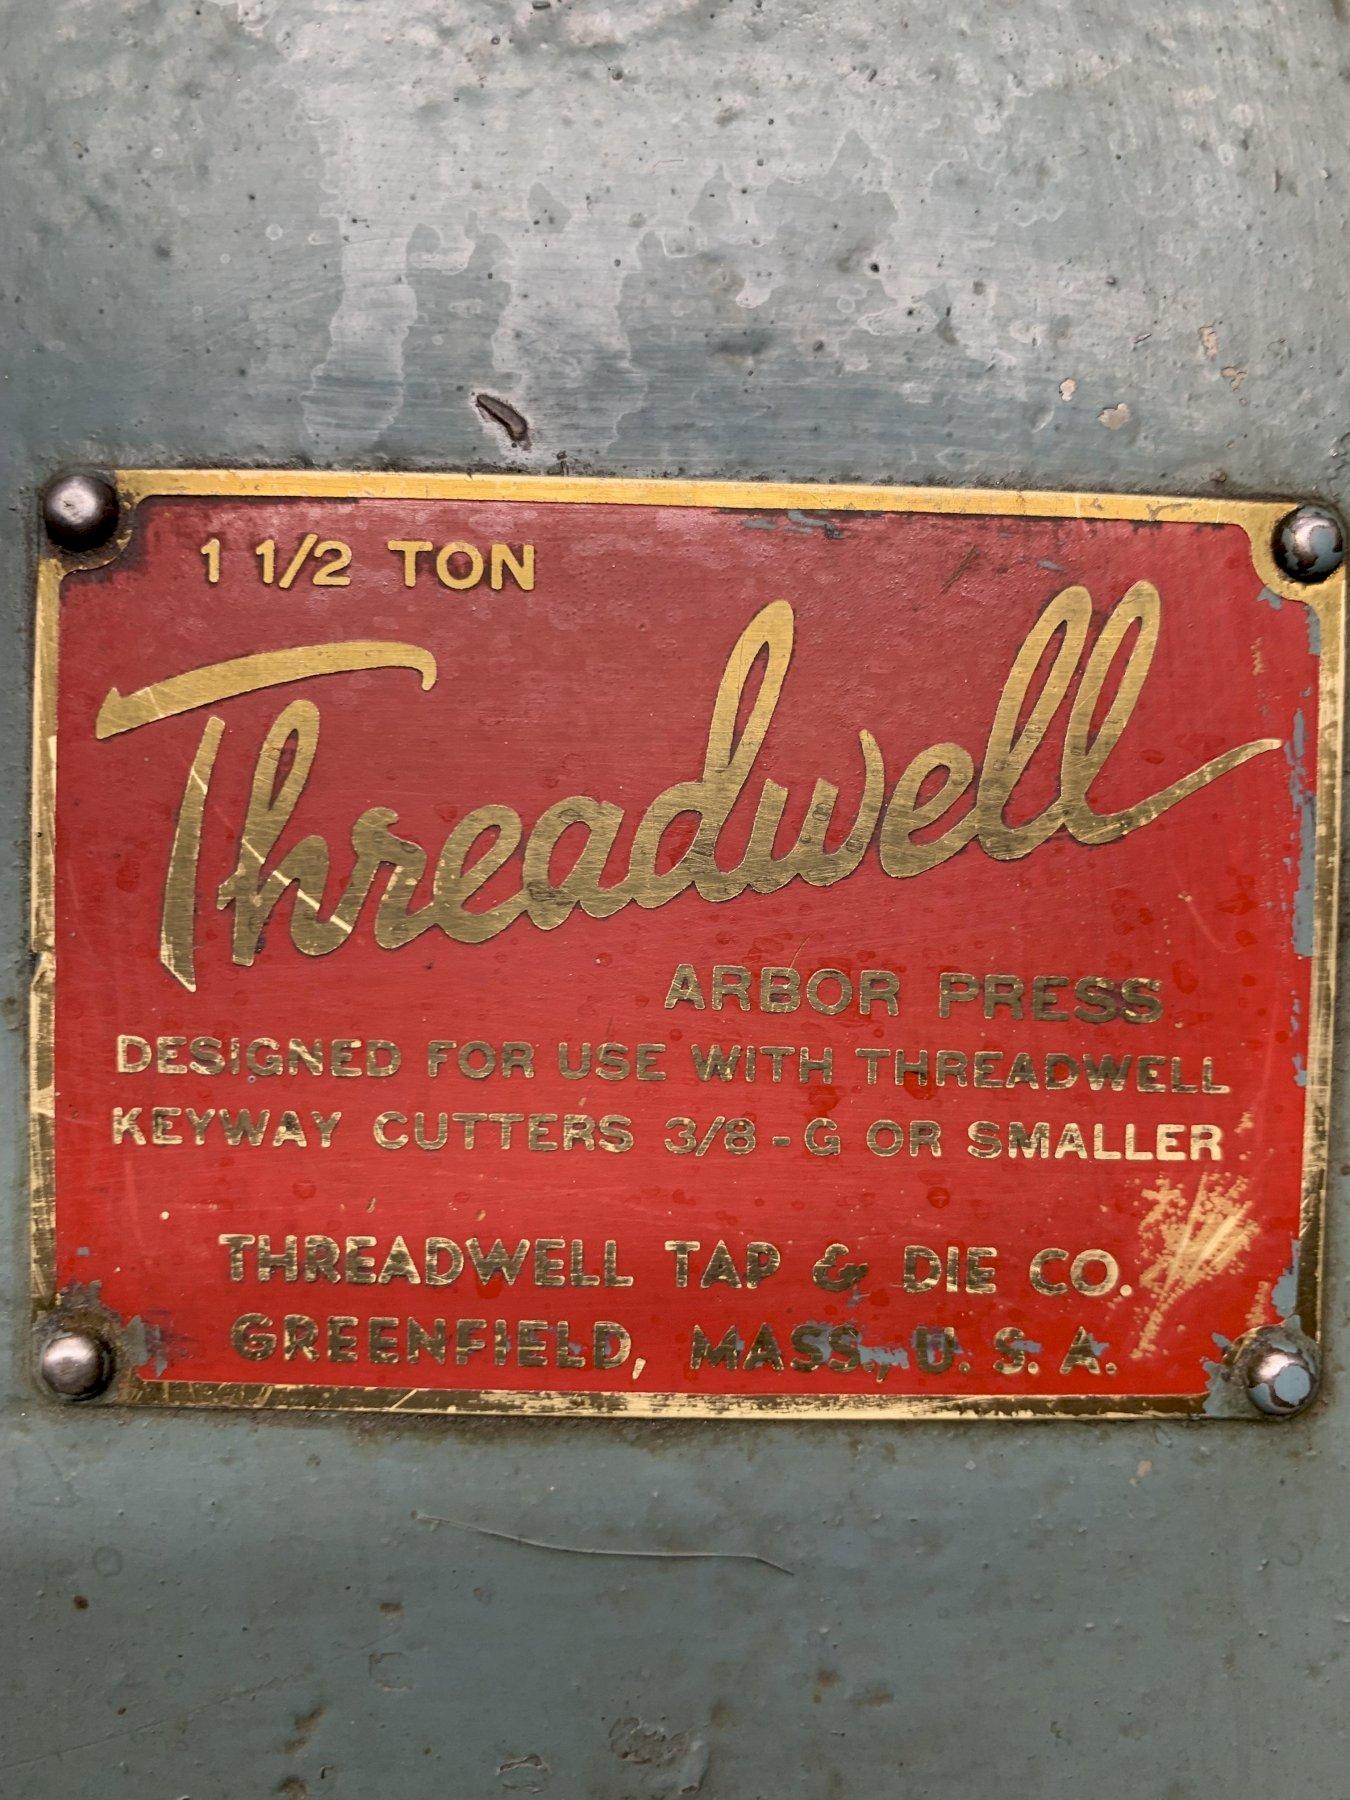 1 1/2 TON
Threadwell
ARBOR PRESS
DESIGNED FOR USE WITH THREADWELL
KEYWAY CUTTERS 3/8-G OR SMALLER
THREADWELL TAP & DIE CO.
GREENFIELD, MASS., U. S. A.